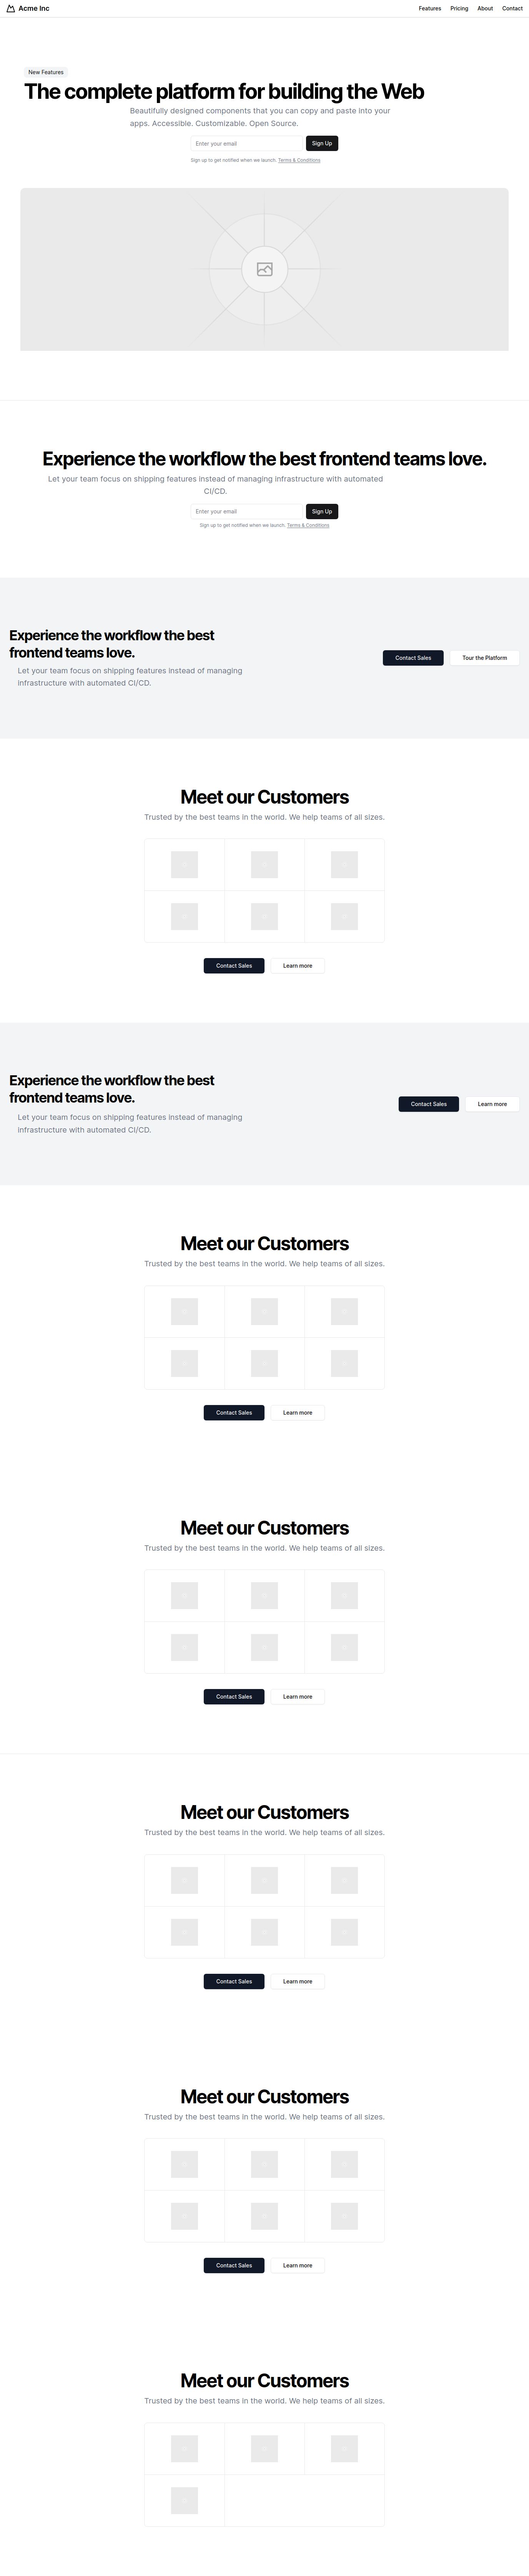 Acme Inc
Features
Pricing
About
Contact
New Features
The complete platform for building the Web
Beautifully designed components that you can copy and paste into your
apps. Accessible. Customizable. Open Source.
Enter your email
Sign Up
Sign up to get notified when we launch. Terms & Conditions
Experience the workflow the best frontend teams love.
Let your team focus on shipping features instead of managing infrastructure with automated
CI/CD.
Enter your email
Sign Up
Sign up to get notified when we launch. Terms & Conditions
Experience the workflow the best
frontend teams love.
Let your team focus on shipping features instead of managing
infrastructure with automated CI/CD.
Contact Sales
Tour the Platform
Meet our Customers
Trusted by the best teams in the world. We help teams of all sizes.
Contact Sales
Learn more
Experience the workflow the best
frontend teams love.
Let your team focus on shipping features instead of managing
infrastructure with automated CI/CD.
Contact Sales
Learn more
Meet our Customers
Trusted by the best teams in the world. We help teams of all sizes.
Contact Sales
Learn more
Meet our Customers
Trusted by the best teams in the world. We help teams of all sizes.
Contact Sales
Learn more
Meet our Customers
Trusted by the best teams in the world. We help teams of all sizes.
Contact Sales
Learn more
Meet our Customers
Trusted by the best teams in the world. We help teams of all sizes.
Contact Sales
Learn more
Meet our Customers
Trusted by the best teams in the world. We help teams of all sizes.